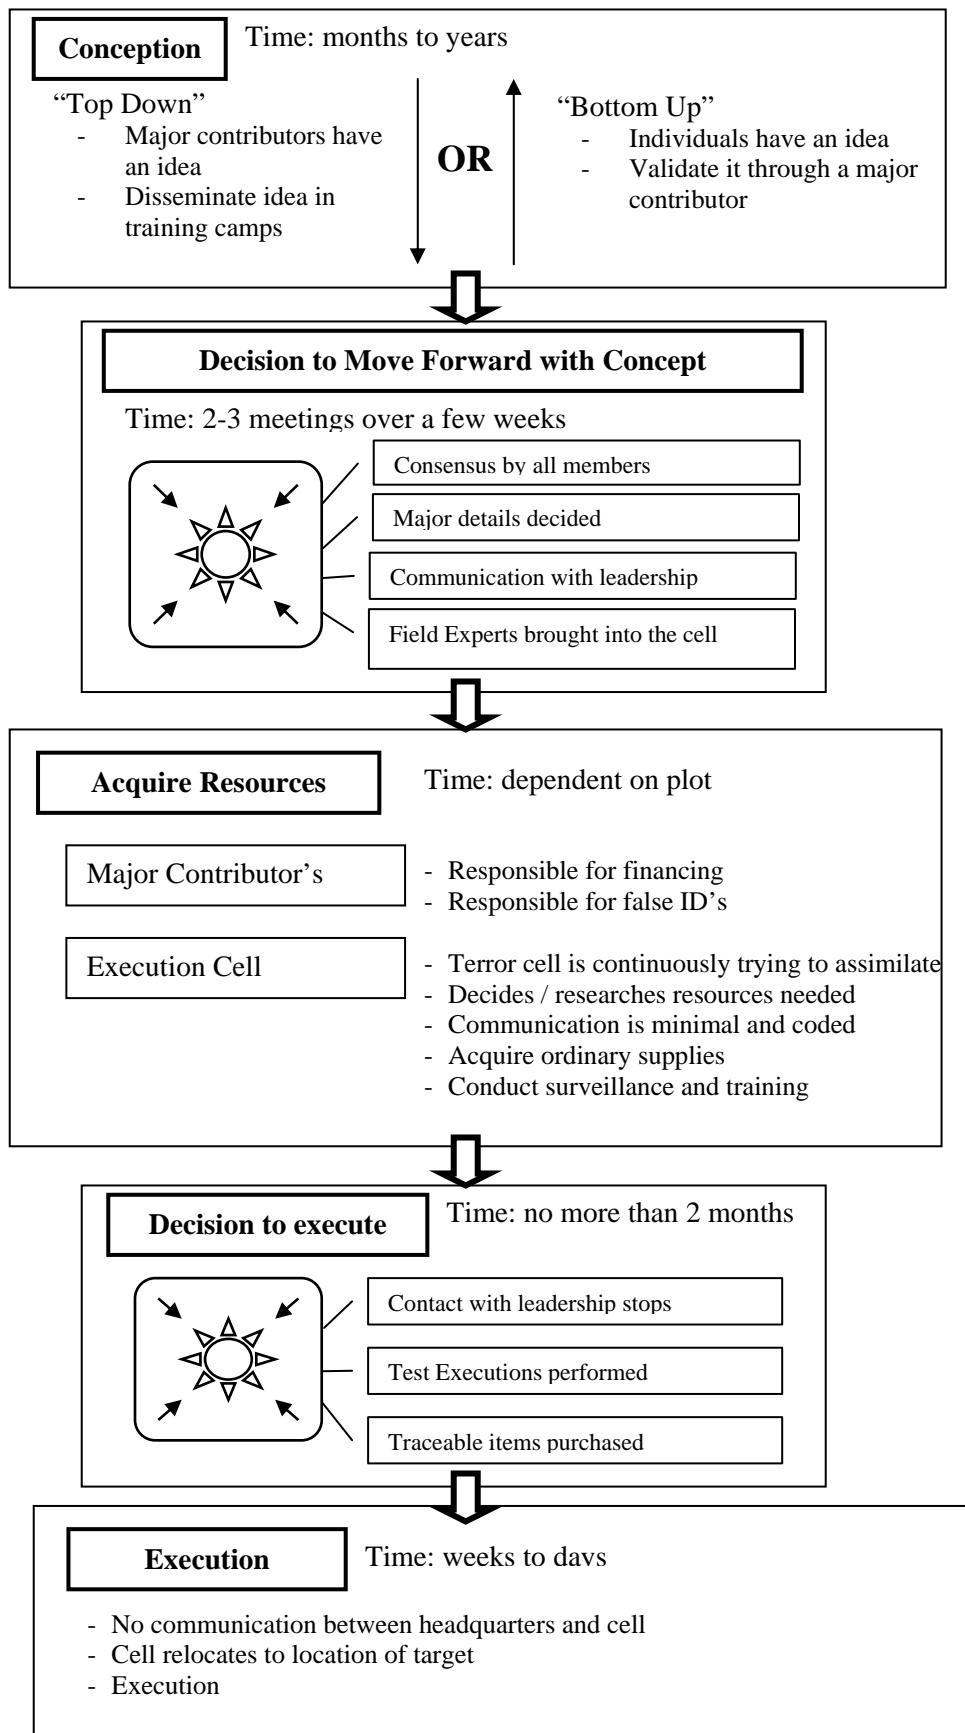 Conception
Time: months to years
“Top Down”
- Major contributors have
an idea
- Disseminate idea in
training camps
OR
“Bottom Up”
- Individuals have an idea
- Validate it through a major
contributor
Decision to Move Forward with Concept
Time: 2-3 meetings over a few weeks
Consensus by all members
Major details decided
Communication with leadership
Field Experts brought into the cell
Acquire Resources
Time: dependent on plot
Major Contributor’s
- Responsible for financing
- Responsible for false ID’s
Execution Cell
- Terror cell is continuously trying to assimilate
- Decides / researches resources needed
- Communication is minimal and coded
- Acquire ordinary supplies
- Conduct surveillance and training
Decision to execute
Time: no more than 2 months
Contact with leadership stops
Test Executions performed
Traceable items purchased
Execution
Time: weeks to days
- No communication between headquarters and cell
- Cell relocates to location of target
- Execution